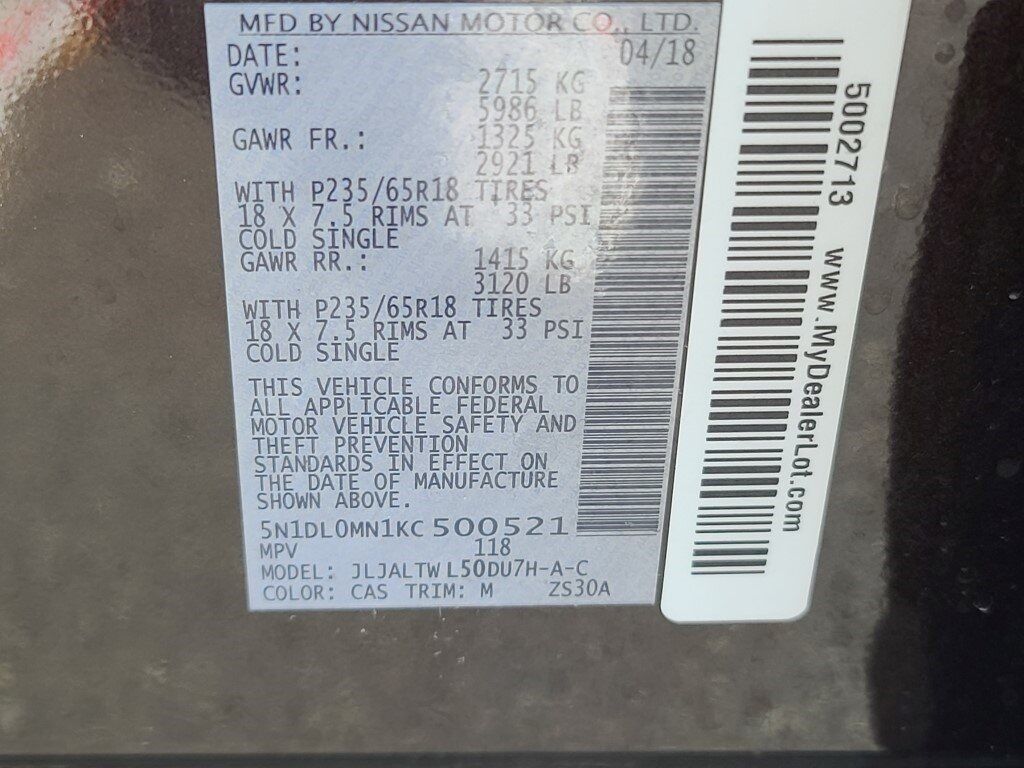 MFD BY NISSAN MOTOR CO., LTD.
DATE: 04/18
GVWR: 2715 KG
5986 LB
GAWR FR.: 1325 KG
2921 LB
WITH P235/65R18 TIRES
18 X 7.5 RIMS AT 33 PSI
COLD SINGLE
GAWR RR.: 1415 KG
3120 LB
WITH P235/65R18 TIRES
18 X 7.5 RIMS AT 33 PSI
COLD SINGLE
THIS VEHICLE CONFORMS TO
ALL APPLICABLE FEDERAL
MOTOR VEHICLE SAFETY AND
THEFT PREVENTION
STANDARDS IN EFFECT ON
THE DATE OF MANUFACTURE
SHOWN ABOVE.
5N1DL0MN1KC 500521
MPV 118
MODEL: JLJALTW L50DU7H-A-C
COLOR: CAS TRIM: M ZS30A
5002713 www.MyDealerLot.com